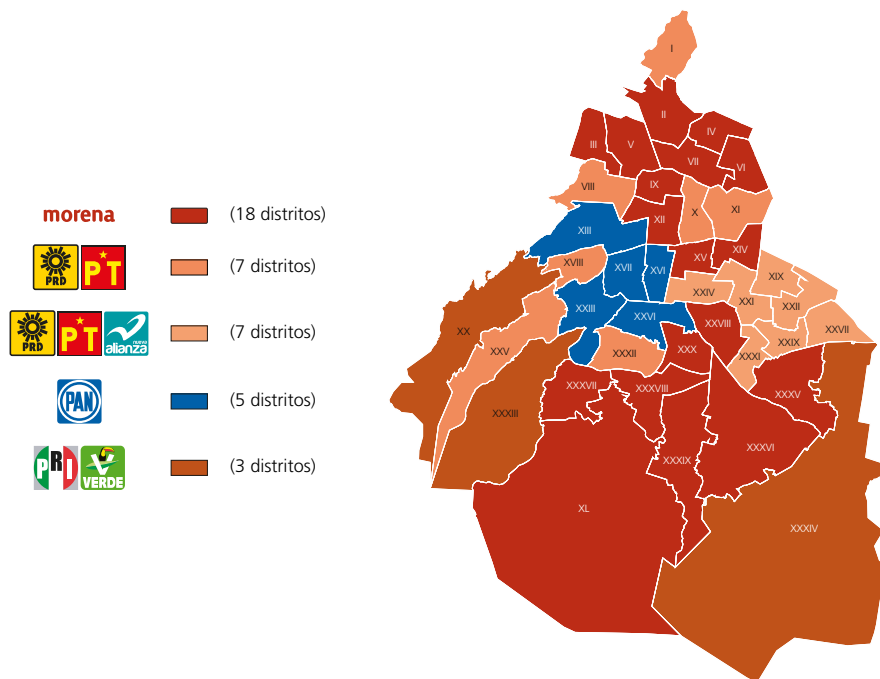 morena
(18 distritos)
PRD
PT
(7 distritos)
PRD
PT
nueva
alianza
(7 distritos)
PAN
(5 distritos)
PRI
VERDE
(3 distritos)
I
II
III
V
IV
VII
VI
VIII
IX
X
XI
XII
XIII
XIV
XV
XVI
XVII
XVIII
XIX
XX
XXI
XXII
XXIII
XXIV
XXV
XXVI
XXVII
XXVIII
XXIX
XXX
XXXI
XXXII
XXXIII
XXXIV
XXXV
XXXVI
XXXVII
XXXVIII
XXXIX
XL